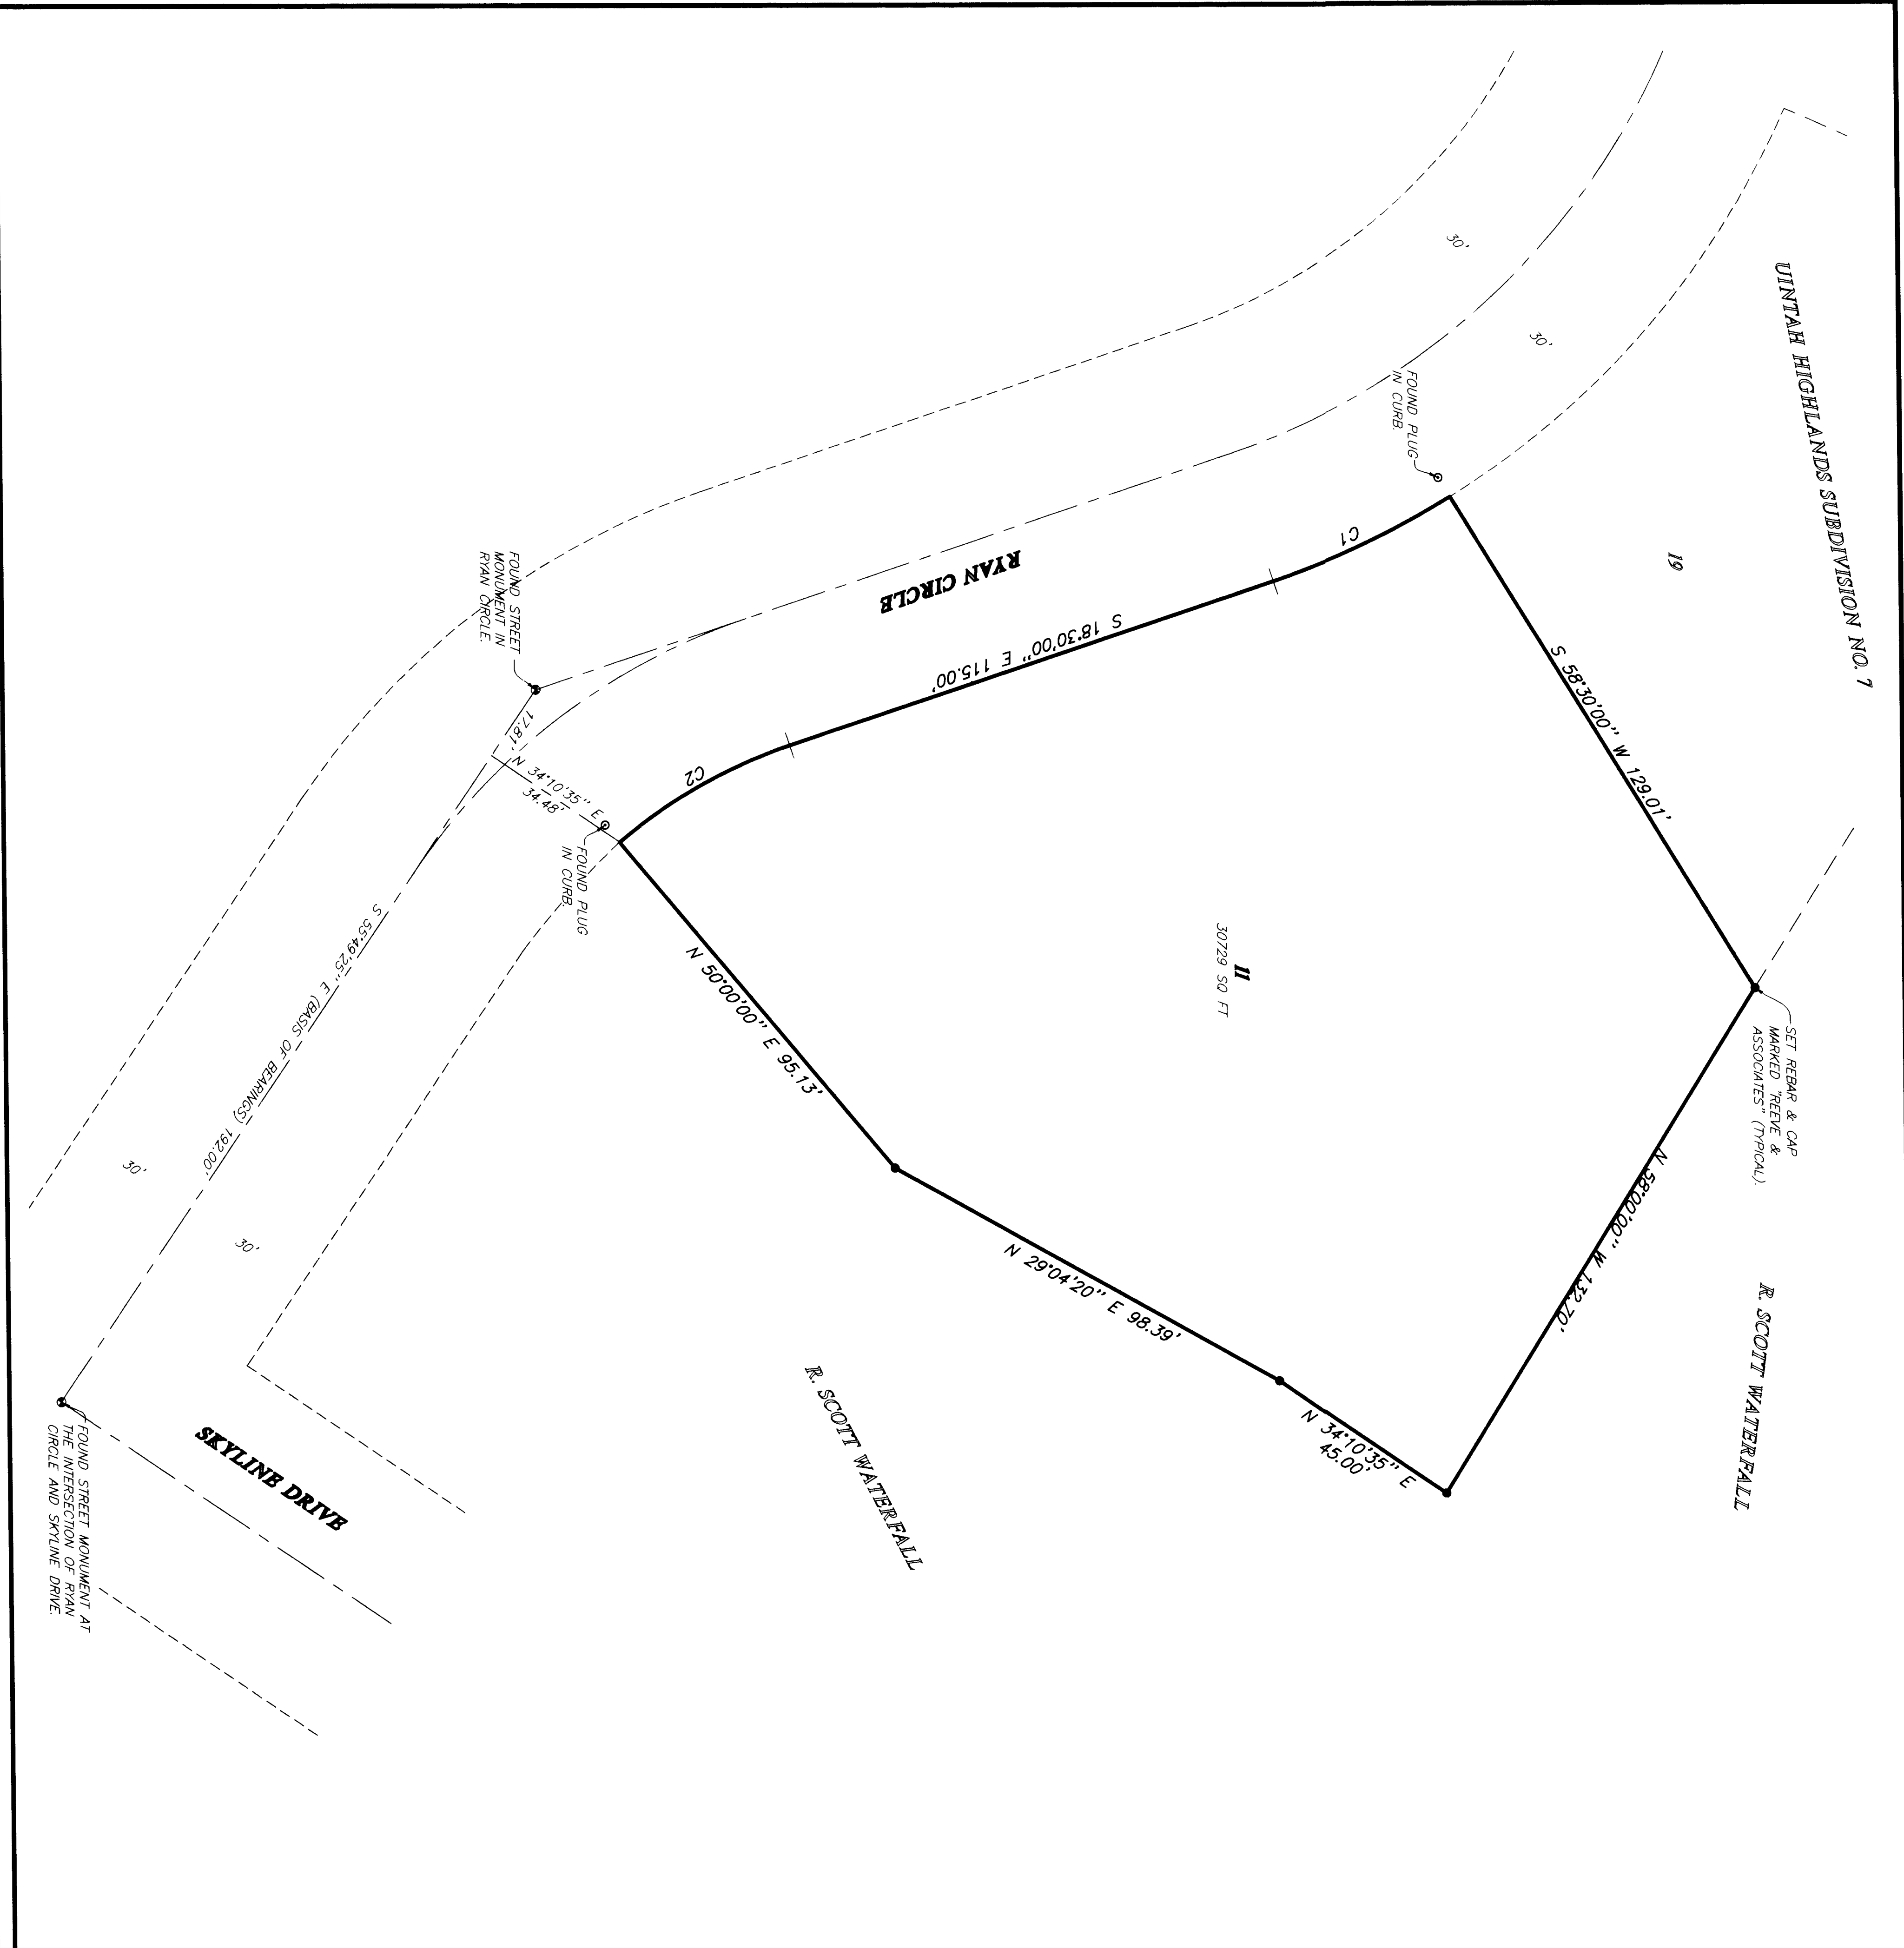 UINTAH HIGHLANDS SUBDIVISION NO. 7
19
30'
30'
FOUND PLUG
IN CURB.
C1
S 58°30'00" W 129.01'
RYAN CIRCLE
S 18°30'00" E 115.00'
FOUND STREET
MONUMENT IN
RYAN CIRCLE.
17.81'
N 34°10'35" E
34.48'
C2
FOUND PLUG
IN CURB.
11
30729 SQ FT
SET REBAR & CAP
MARKED "REEVE &
ASSOCIATES" (TYPICAL).
N 58°00'00" W 132.70'
R. SCOTT WATERFALL
N 50°00'00" E 95.13'
S 55°49'25" E (BASIS OF BEARINGS) 192.00'
30'
30'
N 29°04'20" E 98.39'
N 34°10'35" E
45.00'
R. SCOTT WATERFALL
SKYLINE DRIVE
FOUND STREET MONUMENT AT
THE INTERSECTION OF RYAN
CIRCLE AND SKYLINE DRIVE.